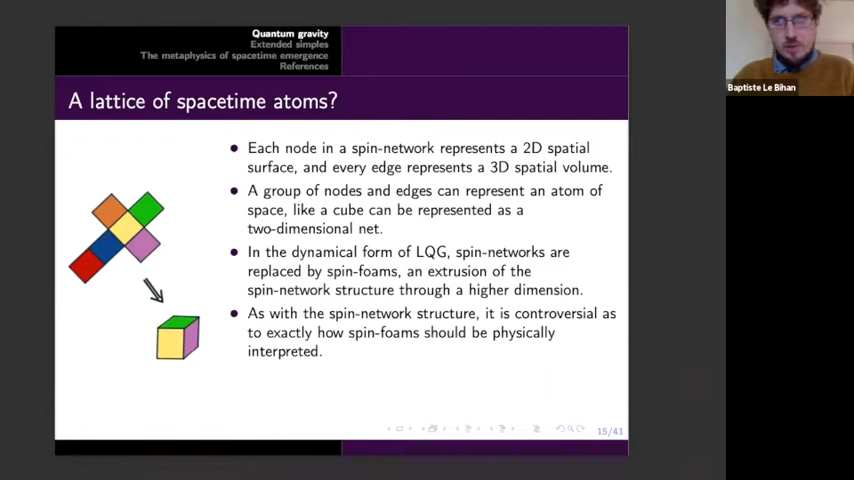 Quantum gravity
Extended simples
The metaphysics of spacetime emergence
References
A lattice of spacetime atoms?
Each node in a spin-network represents a 2D spatial
surface, and every edge represents a 3D spatial volume.
A group of nodes and edges can represent an atom of
space, like a cube can be represented as a
two-dimensional net.
In the dynamical form of LQG, spin-networks are
replaced by spin-foams, an extrusion of the
spin-network structure through a higher dimension.
As with the spin-network structure, it is controversial as
to exactly how spin-foams should be physically
interpreted.
15/41
Baptiste Le Bihan